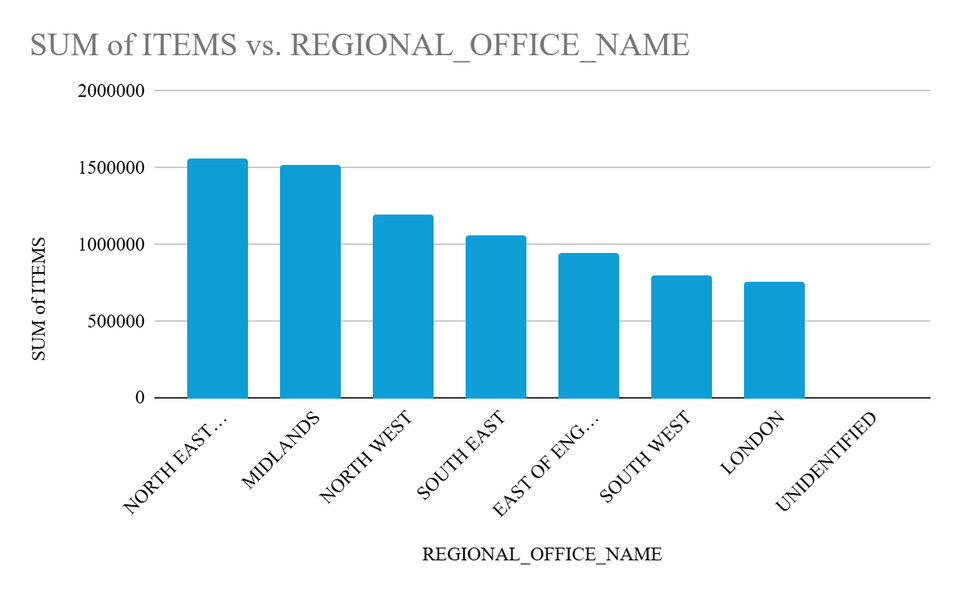 SUM of ITEMS vs. REGIONAL_OFFICE_NAME
2000000
1500000
1000000
500000
0
SUM of ITEMS
NORTH EAST…
MIDLANDS
NORTH WEST
SOUTH EAST
EAST OF ENG…
SOUTH WEST
LONDON
UNIDENTIFIED
REGIONAL_OFFICE_NAME